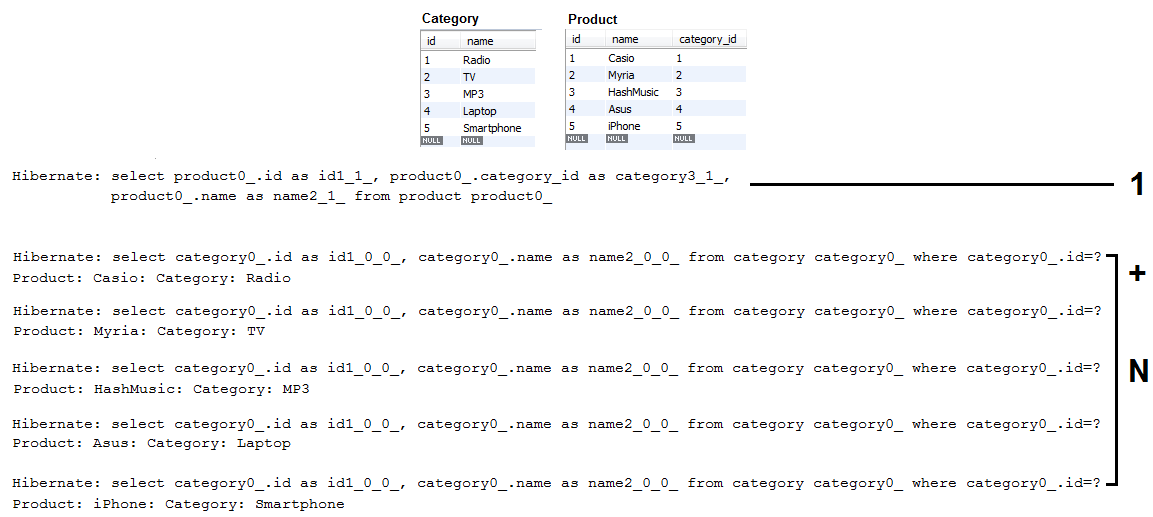 Category Product
id name id name category_id
1 Radio 1 Casio 1
2 TV 2 Myria 2
3 MP3 3 HashMusic 3
4 Laptop 4 Asus 4
5 Smartphone 5 iPhone 5
NULL NULL NULL NULL NULL
Hibernate: select product0_.id as id1_1_, product0_.category_id as category3_1_,
product0_.name as name2_1_ from product product0_
1
Hibernate: select category0_.id as id1_0_0_, category0_.name as name2_0_0_ from category category0_ where category0_.id=?
Product: Casio: Category: Radio
+
Hibernate: select category0_.id as id1_0_0_, category0_.name as name2_0_0_ from category category0_ where category0_.id=?
Product: Myria: Category: TV
Hibernate: select category0_.id as id1_0_0_, category0_.name as name2_0_0_ from category category0_ where category0_.id=?
Product: HashMusic: Category: MP3
N
Hibernate: select category0_.id as id1_0_0_, category0_.name as name2_0_0_ from category category0_ where category0_.id=?
Product: Asus: Category: Laptop
Hibernate: select category0_.id as id1_0_0_, category0_.name as name2_0_0_ from category category0_ where category0_.id=?
Product: iPhone: Category: Smartphone